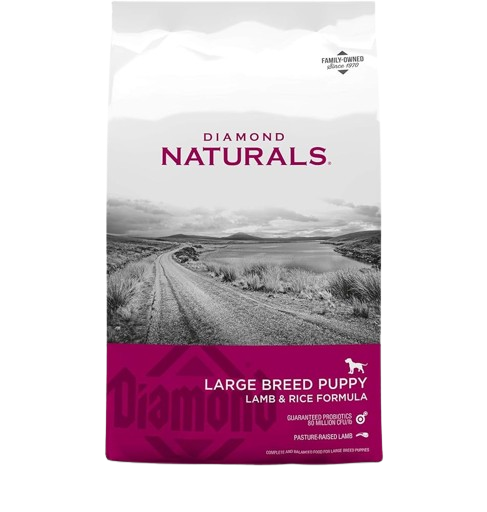 FAMILY-OWNED
Since 1970
DIAMOND
NATURALS®
LARGE BREED PUPPY
LAMB & RICE FORMULA
GUARANTEED PROBIOTICS
80 MILLION CFU/lb
PASTURE-RAISED LAMB
COMPLETE AND BALANCED FOOD FOR LARGE BREED PUPPIES
Diamond